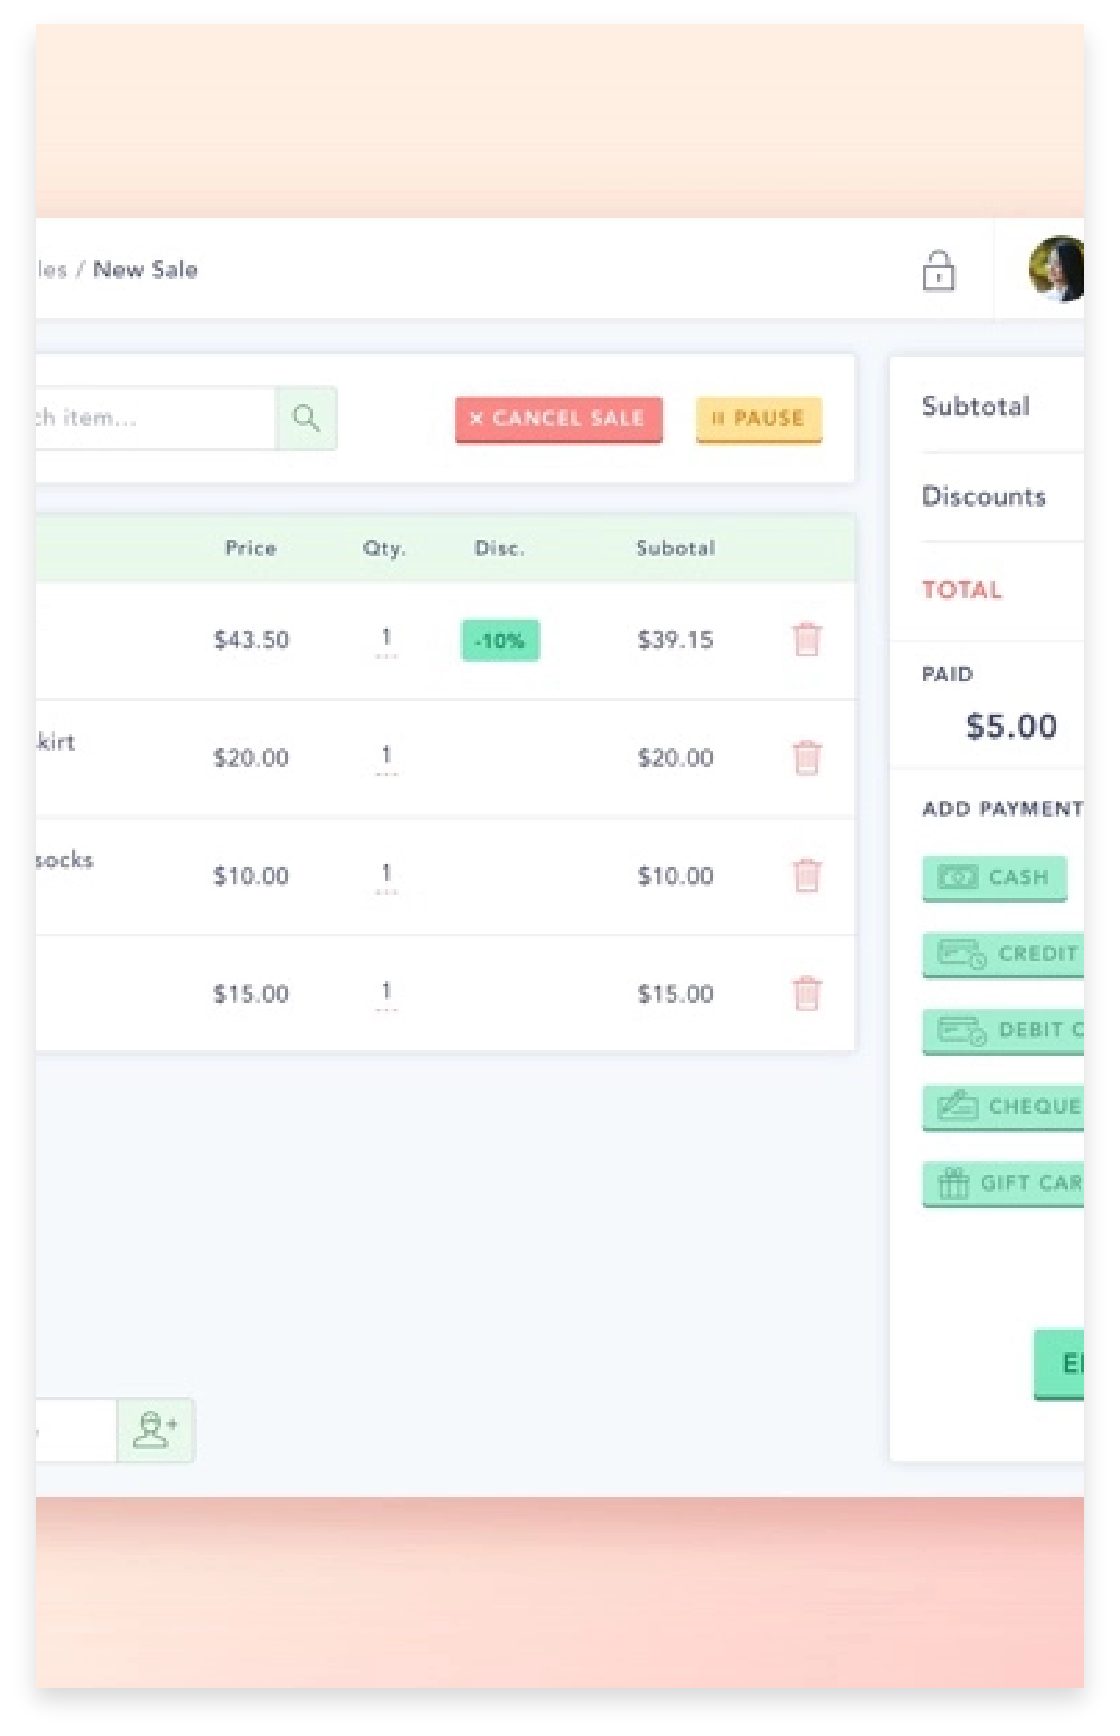 les / New Sale
ch item...
× CANCEL SALE
II PAUSE
Price Qty. Disc. Subotal
$43.50 1 -10% $39.15
kirt
$20.00 1 $20.00
socks
$10.00 1 $10.00
$15.00 1 $15.00
Subtotal
Discounts
TOTAL
PAID
$5.00
ADD PAYMENT
CASH
CREDIT
DEBIT C
CHEQUE
GIFT CAR